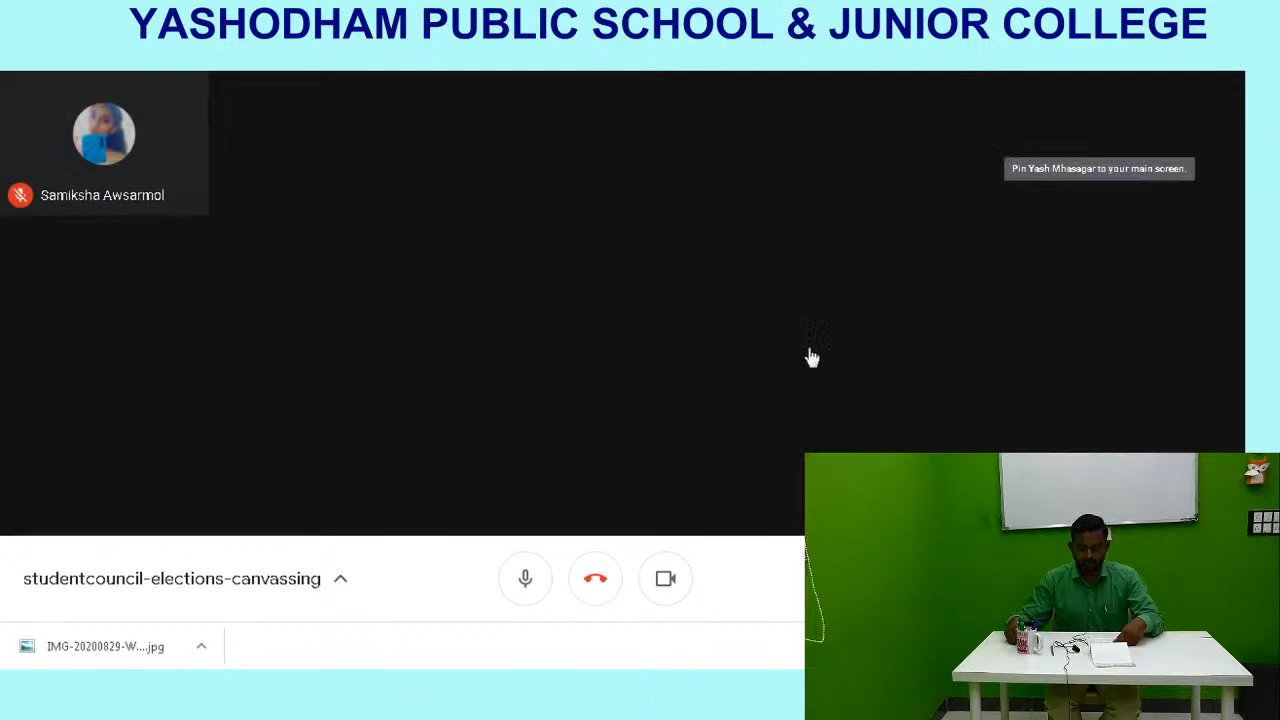 YASHODHAM PUBLIC SCHOOL & JUNIOR COLLEGE
Pin Yash Mhasagar to your main screen.
Samiksha Awsarmol
studentcouncil-elections-canvassing
IMG-20200829-W....jpg